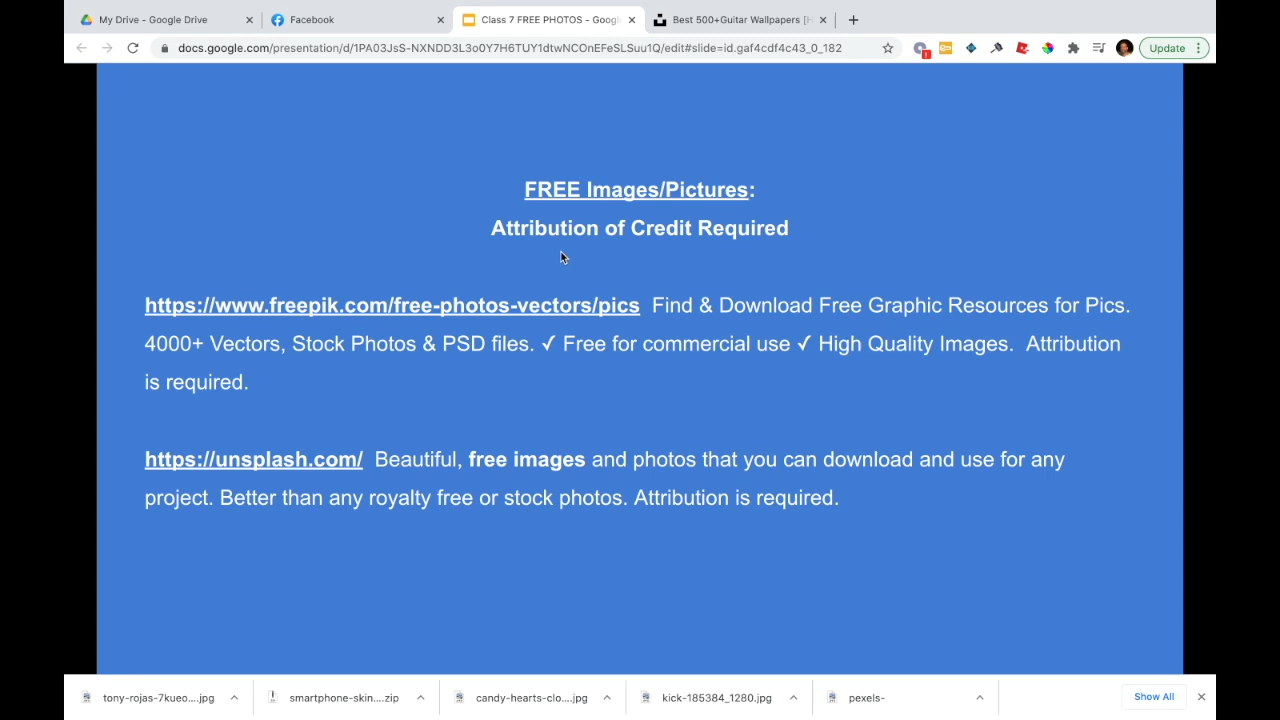 My Drive - Google Drive
Facebook
Class 7 FREE PHOTOS - Google
Best 500+Guitar Wallpapers [H
docs.google.com/presentation/d/1PA03JsS-NXNDD3L3o0Y7H6TUY1dtwNCOnEFeSLSuu1Q/edit#slide=id.gaf4cdf4c43_0_182
Update
FREE Images/Pictures:
Attribution of Credit Required
https://www.freepik.com/free-photos-vectors/pics Find & Download Free Graphic Resources for Pics.
4000+ Vectors, Stock Photos & PSD files. ✓ Free for commercial use ✓ High Quality Images. Attribution
is required.
https://unsplash.com/ Beautiful, free images and photos that you can download and use for any
project. Better than any royalty free or stock photos. Attribution is required.
tony-rojas-7kueo....jpg
smartphone-skin....zip
candy-hearts-clo....jpg
kick-185384_1280.jpg
pexels-
Show All